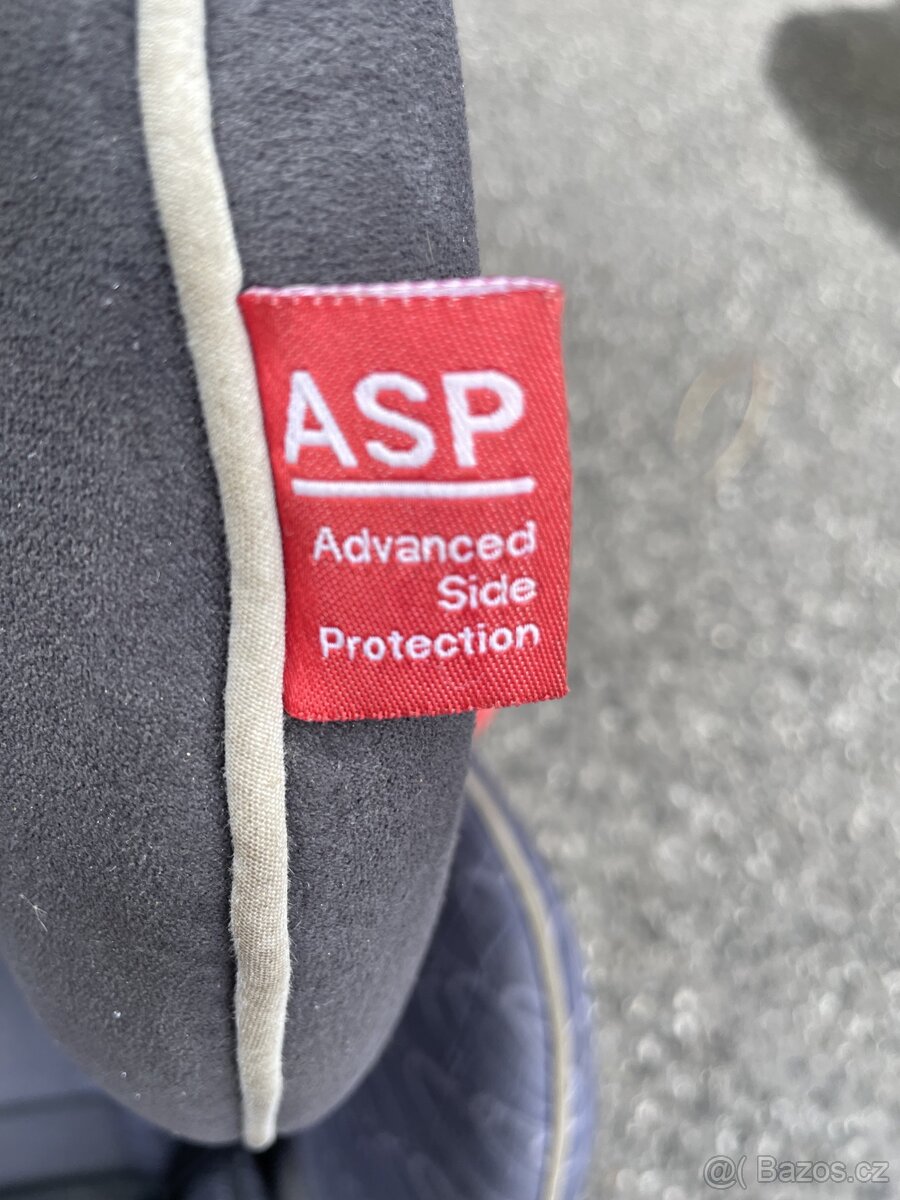 ASP
Advanced
Side
Protection
@( Bazos.cz